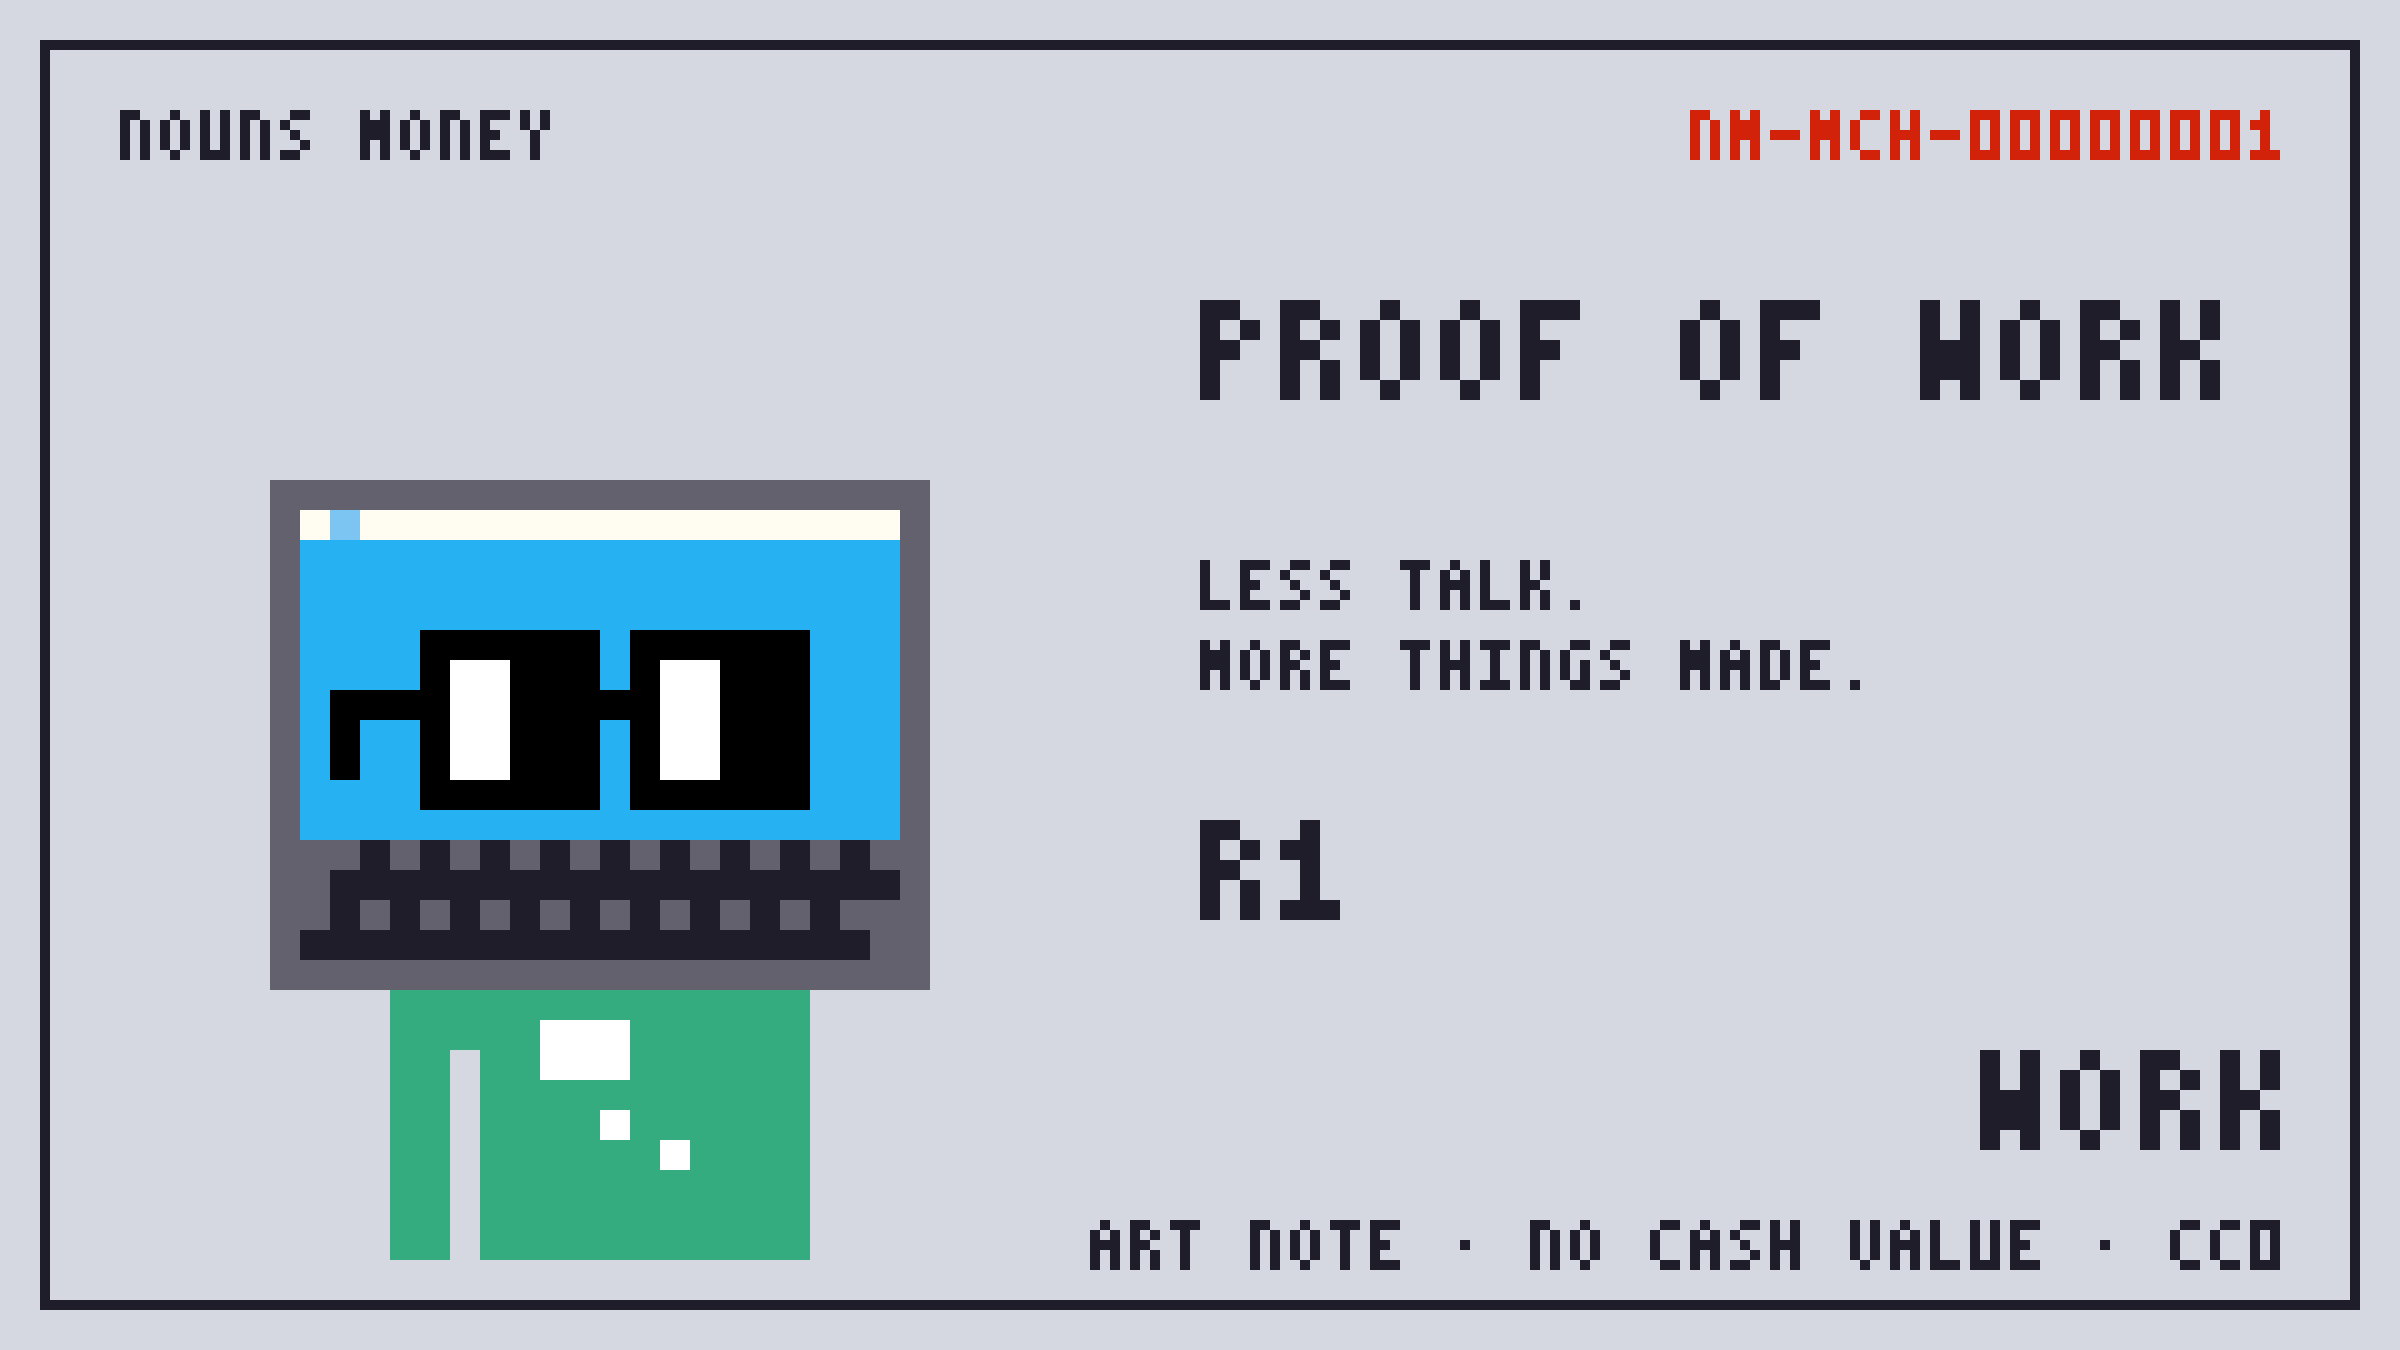 NOUNS MONEY
NM-MCH-00000001
PROOF OF WORK
LESS TALK.
MORE THINGS MADE.
R1
WORK
ART NOTE · NO CASH VALUE · CC0